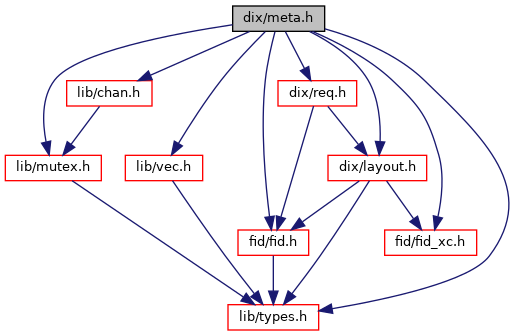 dix/meta.h
lib/chan.h
dix/req.h
lib/mutex.h
lib/vec.h
dix/layout.h
fid/fid.h
fid/fid_xc.h
lib/types.h